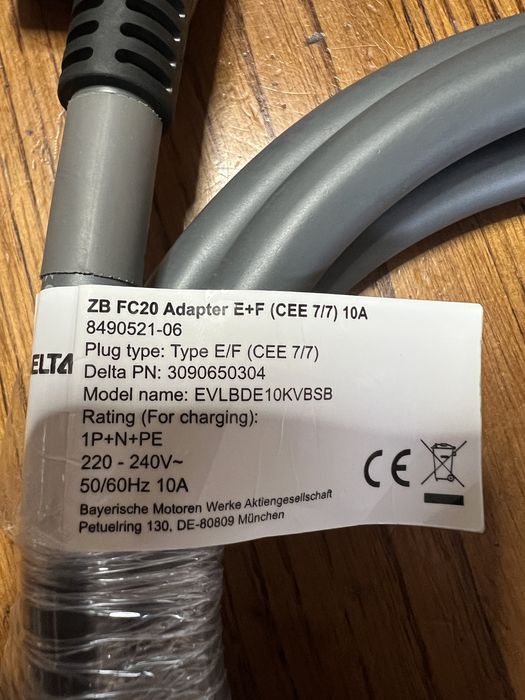 ZB FC20 Adapter E+F (CEE 7/7) 10A
8490521-06
Plug type: Type E/F (CEE 7/7)
ELTA
Delta PN: 3090650304
Model name: EVLBDE10KVBSB
Rating (For charging):
1P+N+PE
220 - 240V~
50/60Hz 10A
CE
Bayerische Motoren Werke Aktiengesellschaft
Petuelring 130, DE-80809 München